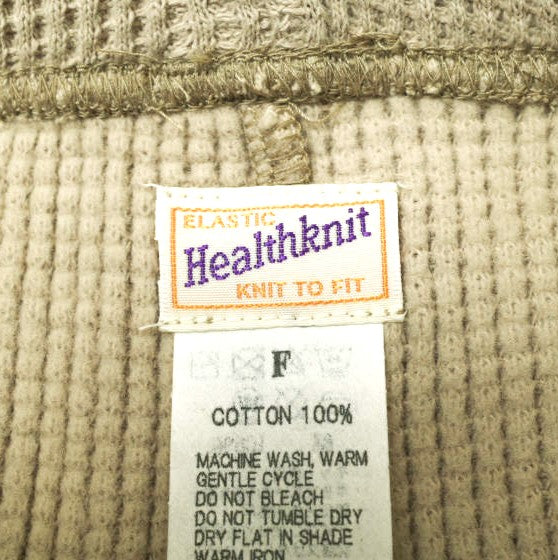 ELASTIC
Healthknit
KNIT TO FIT
F
COTTON 100%
MACHINE WASH, WARM
GENTLE CYCLE
DO NOT BLEACH
DO NOT TUMBLE DRY
DRY FLAT IN SHADE
WARM IRON